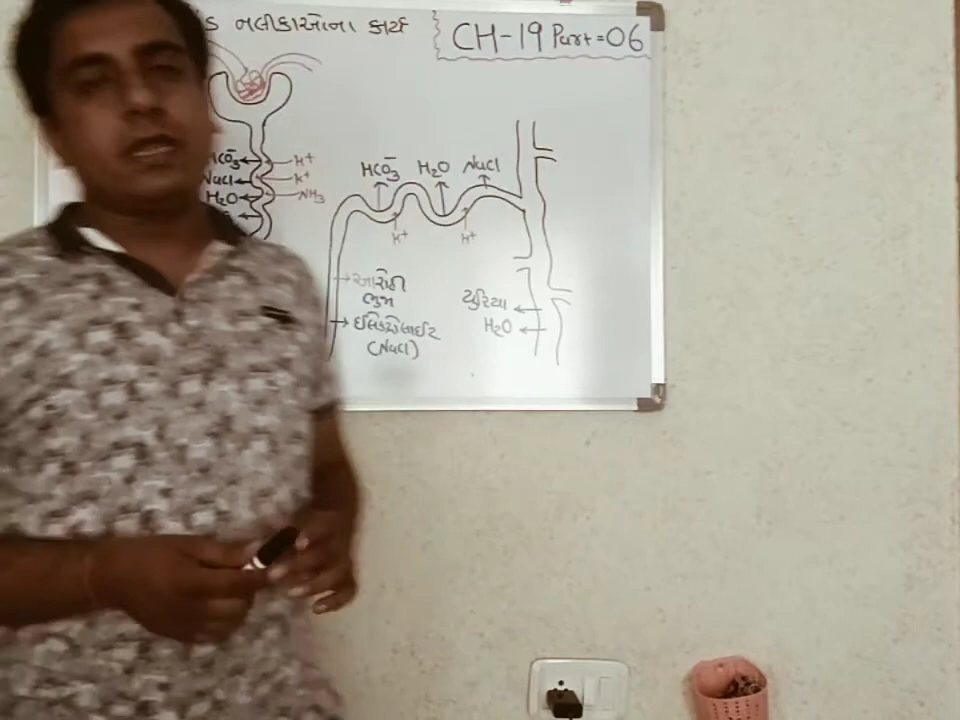 નલીકાઓના કાર્ય
CH-19 Part=06
HCO₃⁻ H⁺
NaCl K⁺
H₂O NH₃
HCO₃⁻ H₂O NaCl
K⁺ H⁺
આરોહી
ભુજા
ઈલેક્ટ્રોલાઈટ
(NaCl)
યુરિયા
H₂O